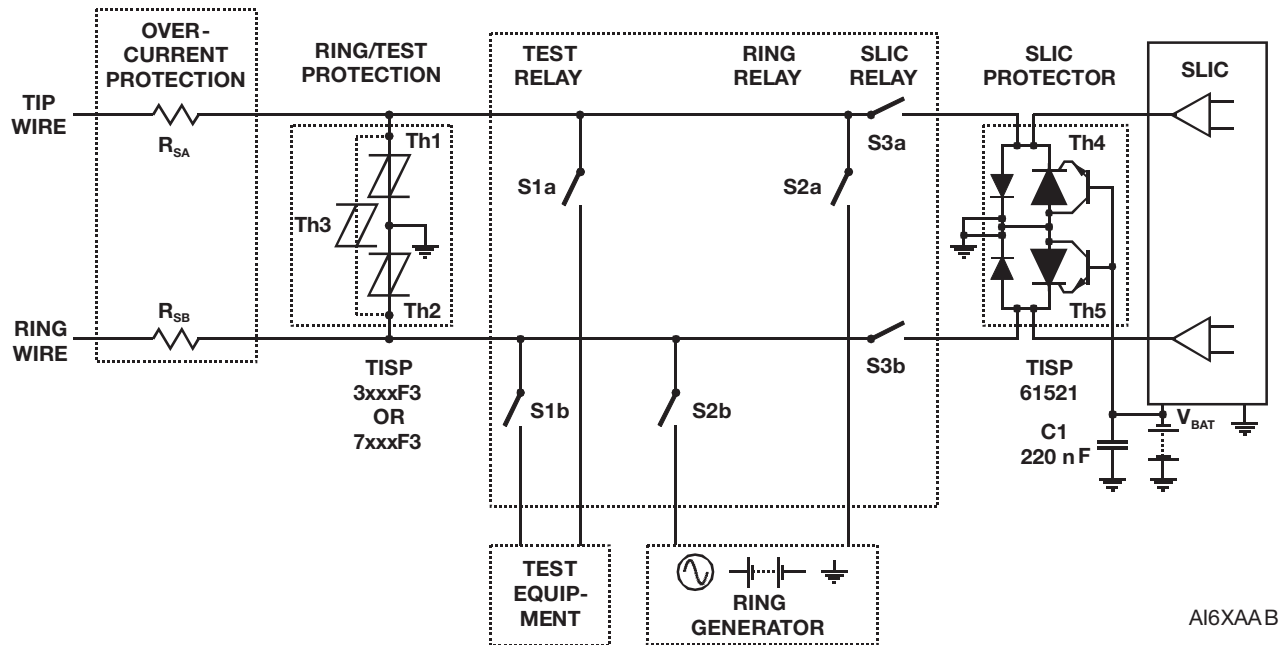 OVER-
CURRENT
PROTECTION
RING/TEST
PROTECTION
TEST
RELAY
RING
RELAY
SLIC
RELAY
SLIC
PROTECTOR
SLIC
TIP
WIRE
RSA
Th1
Th3
Th2
S1a
S2a
S3a
Th4
Th5
RING
WIRE
RSB
TISP
3xxxF3
OR
7xxxF3
S1b
S2b
S3b
TISP
61521
C1
220 nF
VBAT
TEST
EQUIP-
MENT
RING
GENERATOR
AI6XAAB